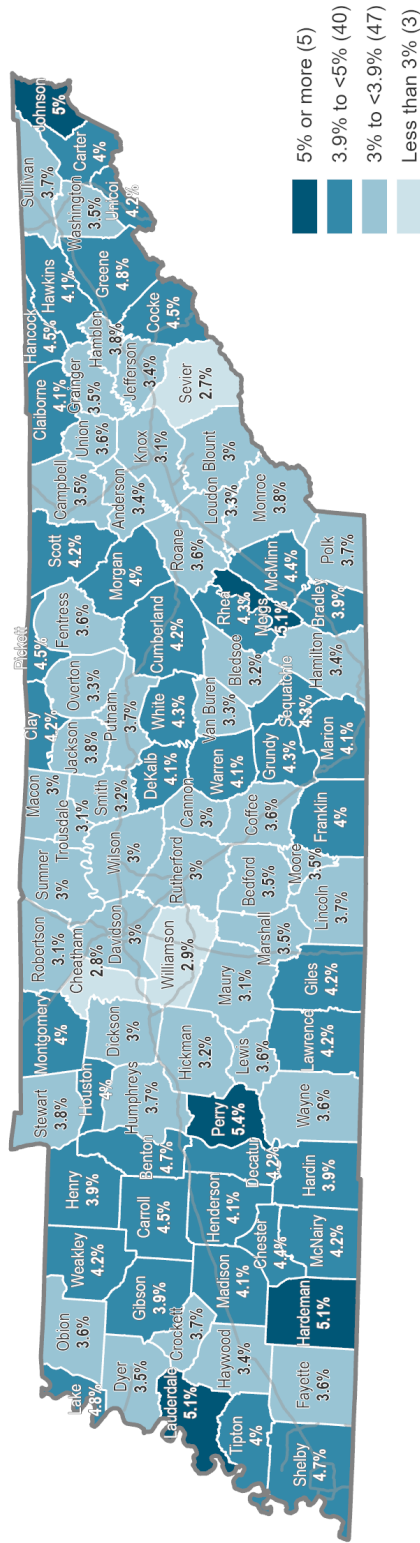 Lake
4.8%
Obion
3.6%
Weakley
4.2%
Henry
3.9%
Stewart
3.8%
Montgomery
4%
Robertson
3.1%
Sumner
3%
Macon
3%
Clay
4.2%
Pickett
4.5%
Scott
4.2%
Campbell
3.5%
Claiborne
4.1%
Hancock
4.5%
Hawkins
4.1%
Sullivan
3.7%
Johnson
5%
Dyer
3.5%
Gibson
3.9%
Carroll
4.5%
Benton
4.7%
Houston
4%
Humphreys
3.7%
Dickson
3%
Cheatham
2.8%
Davidson
3%
Wilson
3%
Trousdale
3.1%
Smith
3.2%
Jackson
3.8%
Overton
3.3%
Putnam
3.7%
Fentress
3.6%
Morgan
4%
Anderson
3.4%
Union
3.6%
Grainger
3.5%
Hamblen
3.8%
Greene
4.8%
Washington
3.5%
Unicoi
4.2%
Carter
4%
Lauderdale
5.1%
Crockett
3.7%
Haywood
3.4%
Madison
4.1%
Henderson
4.1%
Decatur
4.2%
Perry
5.4%
Hickman
3.2%
Williamson
2.9%
Rutherford
3%
Cannon
3%
DeKalb
4.1%
White
4.3%
Cumberland
4.2%
Roane
3.6%
Knox
3.1%
Jefferson
3.4%
Cocke
4.5%
Sevier
2.7%
Tipton
4%
Chester
4.4%
Lewis
3.6%
Maury
3.1%
Marshall
3.5%
Bedford
3.5%
Coffee
3.6%
Warren
4.1%
Van Buren
3.3%
Bledsoe
3.2%
Rhea
4.3%
Meigs
5.1%
Loudon
3.3%
Blount
3%
Monroe
3.8%
McMinn
4.4%
Shelby
4.7%
Fayette
3.6%
Hardeman
5.1%
McNairy
4.2%
Hardin
3.9%
Wayne
3.6%
Lawrence
4.2%
Giles
4.2%
Lincoln
3.7%
Moore
3.5%
Franklin
4%
Grundy
4.3%
Sequatchie
4.3%
Marion
4.1%
Hamilton
3.4%
Bradley
3.9%
Polk
3.7%
5% or more (5)
3.9% to <5% (40)
3% to <3.9% (47)
Less than 3% (3)